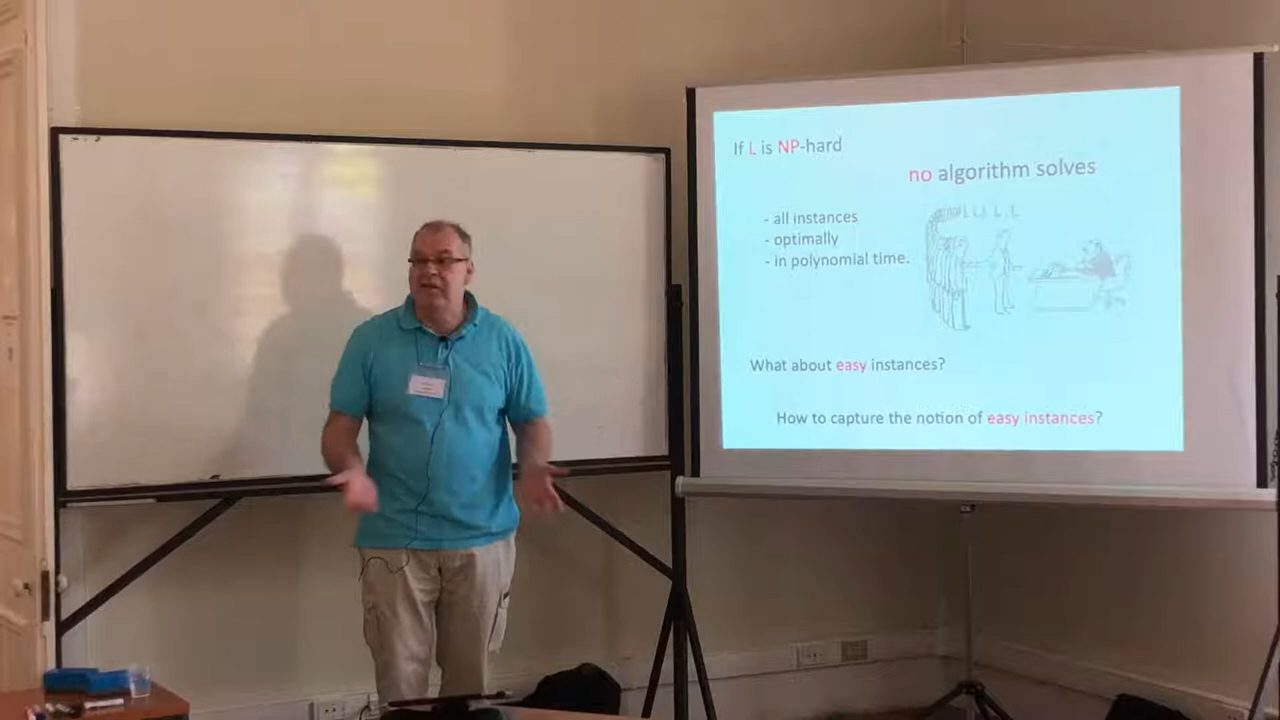 If L is NP-hard
no algorithm solves
- all instances
- optimally
- in polynomial time.
What about easy instances?
How to capture the notion of easy instances?